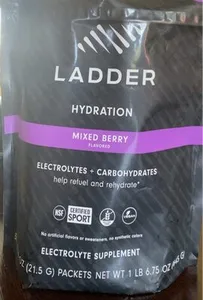 LADDER
HYDRATION
MIXED BERRY
FLAVORED
ELECTROLYTES + CARBOHYDRATES
help refuel and rehydrate*
NSF CERTIFIED SPORT
No artificial flavors or sweeteners, no synthetic colors
ELECTROLYTE SUPPLEMENT
OZ (21.5 G) PACKETS NET WT 1 LB 6.75 OZ